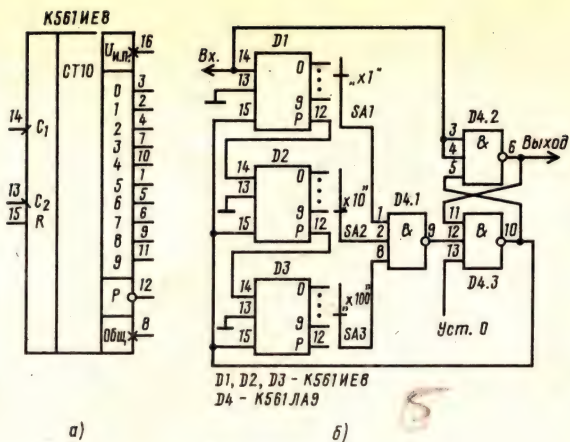 К561ИЕ8
14
C1
13
C2
15
R
СТ10
Uи.п.
16
0
3
1
2
2
4
3
7
4
10
5
1
6
5
7
6
8
9
9
11
P
12
Общ
8
а)
Вх.
D1
14
0
13
9
15
P
12
„x1"
SA1
D2
14
0
13
9
15
P
12
„x10"
SA2
D3
14
0
13
9
15
P
12
„x100"
SA3
D4.1
1
2
8
&
9
D4.2
3
4
5
&
6
Выход
11
12
13
&
10
D4.3
Уст. 0
D1, D2, D3 - К561ИЕ8
D4 - К561ЛА9
б)